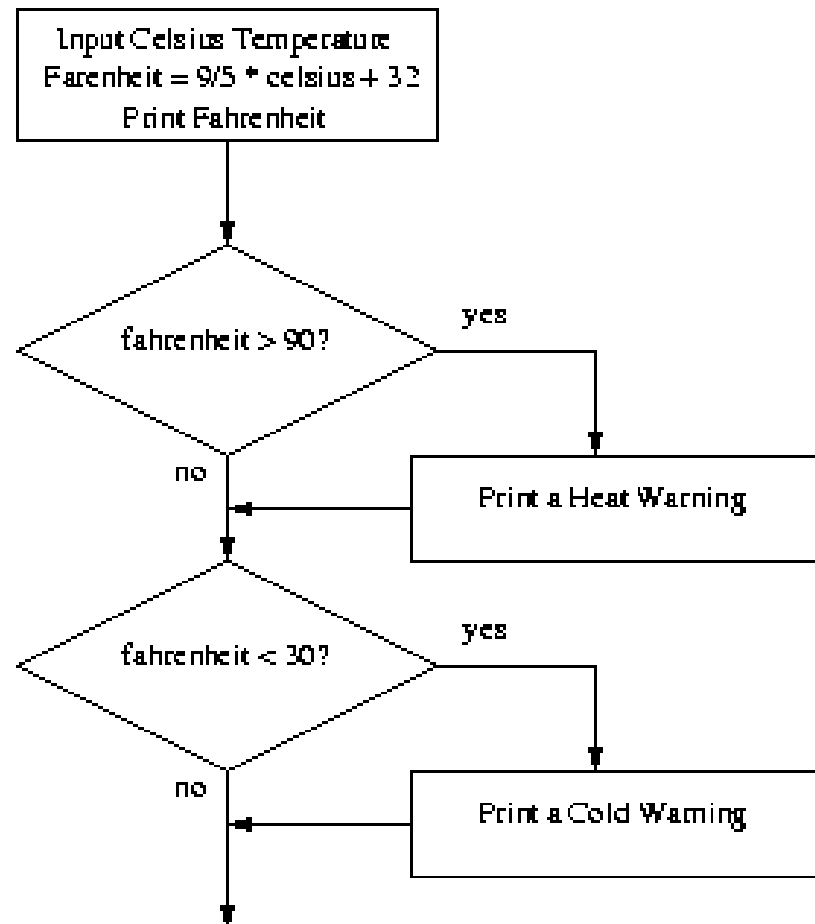 Input Celsius Temperature
Farenheit = 9/5 * celsius + 32
Print Fahrenheit
fahrenheit > 90?
yes
no
Print a Heat Warning
fahrenheit < 30?
yes
no
Print a Cold Warning